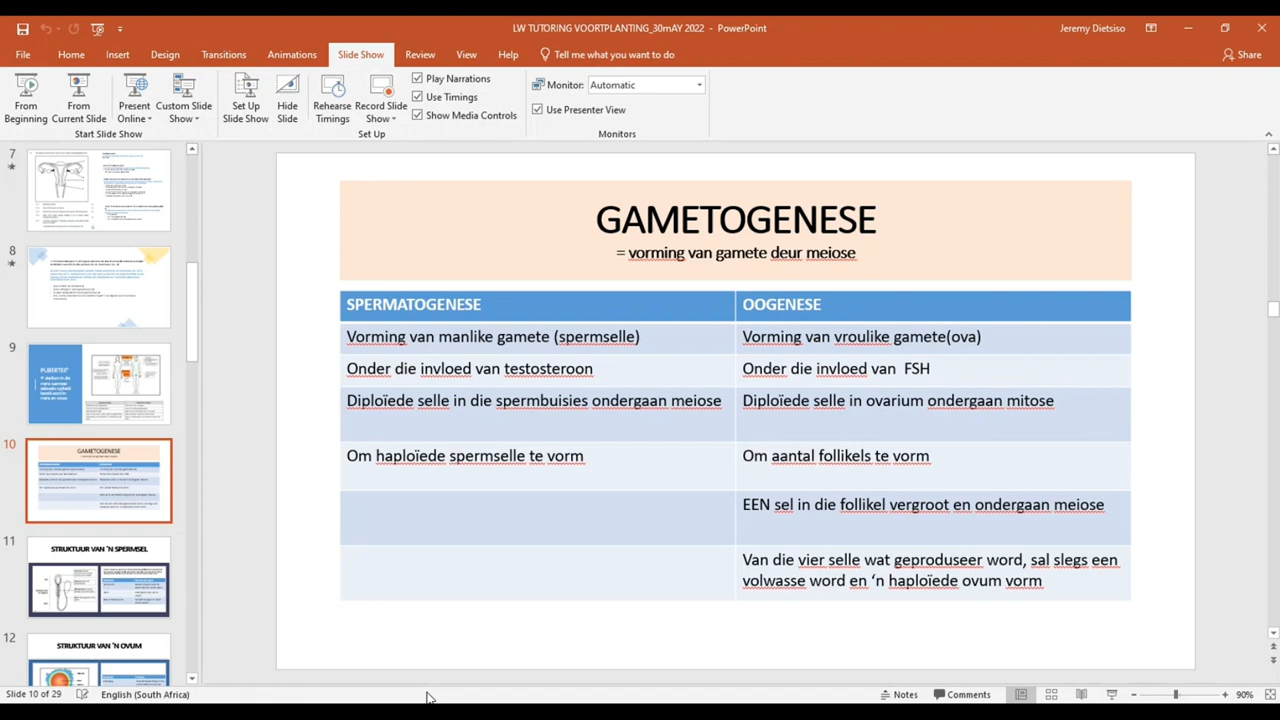 LW TUTORING VOORTPLANTING_30mAY 2022 - PowerPoint
Jeremy Dietsiso
File Home Insert Design Transitions Animations Slide Show Review View Help Tell me what you want to do Share
From Beginning
From Current Slide
Present Online
Custom Slide Show
Set Up Slide Show
Hide Slide
Rehearse Timings
Record Slide Show
Play Narrations
Use Timings
Show Media Controls
Monitor: Automatic
Use Presenter View
Start Slide Show
Set Up
Monitors
7
8
9
PUBERTEIT
10
GAMETOGENESE
11
STRUKTUUR VAN 'N SPERMSEL
12
STRUKTUUR VAN 'N OVUM
GAMETOGENESE
= vorming van gamete deur meiose
SPERMATOGENESE OOGENESE
Vorming van manlike gamete (spermselle) Vorming van vroulike gamete(ova)
Onder die invloed van testosteroon Onder die invloed van FSH
Diploïede selle in die spermbuisies ondergaan meiose Diploïede selle in ovarium ondergaan mitose
Om haploïede spermselle te vorm Om aantal follikels te vorm
EEN sel in die follikel vergroot en ondergaan meiose
Van die vier selle wat geproduseer word, sal slegs een
volwasse word en ‘n haploïede ovum vorm
Slide 10 of 29 English (South Africa) Notes Comments 90%